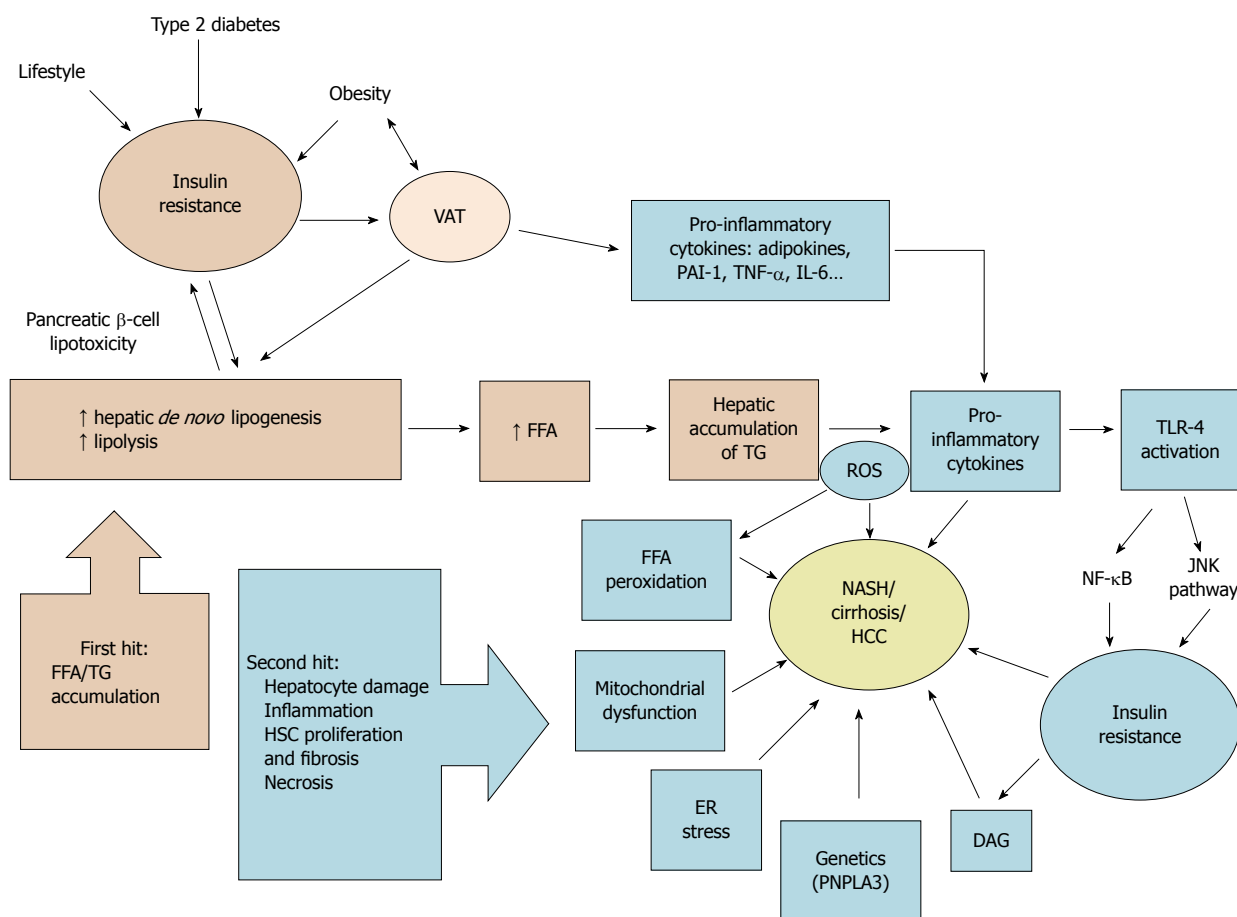 Type 2 diabetes
Lifestyle
Obesity
Insulin
resistance
VAT
Pro-inflammatory
cytokines: adipokines,
PAI-1, TNF-α, IL-6...
Pancreatic β-cell
lipotoxicity
↑ hepatic de novo lipogenesis
↑ lipolysis
↑ FFA
Hepatic
accumulation
of TG
ROS
Pro-
inflammatory
cytokines
TLR-4
activation
FFA
peroxidation
NASH/
cirrhosis/
HCC
NF-κB
JNK
pathway
First hit:
FFA/TG
accumulation
Second hit:
Hepatocyte damage
Inflammation
HSC proliferation
and fibrosis
Necrosis
Mitochondrial
dysfunction
Insulin
resistance
ER
stress
Genetics
(PNPLA3)
DAG